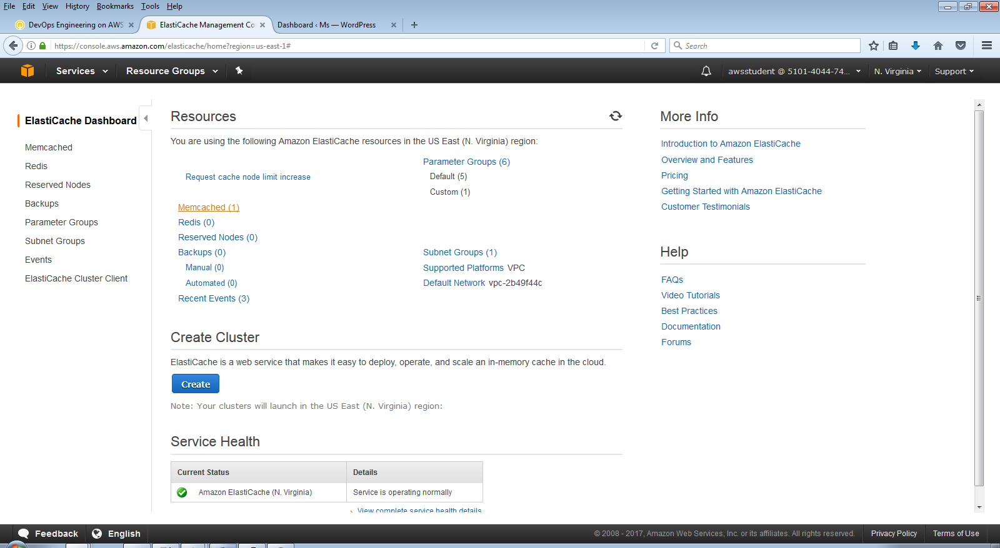 File Edit View History Bookmarks Tools Help
DevOps Engineering on AWS ElastiCache Management Co Dashboard ‹ Ms — WordPress
https://console.aws.amazon.com/elasticache/home?region=us-east-1# Search
Services Resource Groups awsstudent @ 5101-4044-74... N. Virginia Support
ElastiCache Dashboard
Memcached
Redis
Reserved Nodes
Backups
Parameter Groups
Subnet Groups
Events
ElastiCache Cluster Client
Resources
You are using the following Amazon ElastiCache resources in the US East (N. Virginia) region:
Request cache node limit increase
Memcached (1)
Redis (0)
Reserved Nodes (0)
Backups (0)
Manual (0)
Automated (0)
Recent Events (3)
Parameter Groups (6)
Default (5)
Custom (1)
Subnet Groups (1)
Supported Platforms VPC
Default Network vpc-2b49f44c
Create Cluster
ElastiCache is a web service that makes it easy to deploy, operate, and scale an in-memory cache in the cloud.
Create
Note: Your clusters will launch in the US East (N. Virginia) region:
Service Health
Current Status Details
Amazon ElastiCache (N. Virginia) Service is operating normally
View complete service health details
More Info
Introduction to Amazon ElastiCache
Overview and Features
Pricing
Getting Started with Amazon ElastiCache
Customer Testimonials
Help
FAQs
Video Tutorials
Best Practices
Documentation
Forums
Feedback English © 2008 - 2017, Amazon Web Services, Inc. or its affiliates. All rights reserved. Privacy Policy Terms of Use